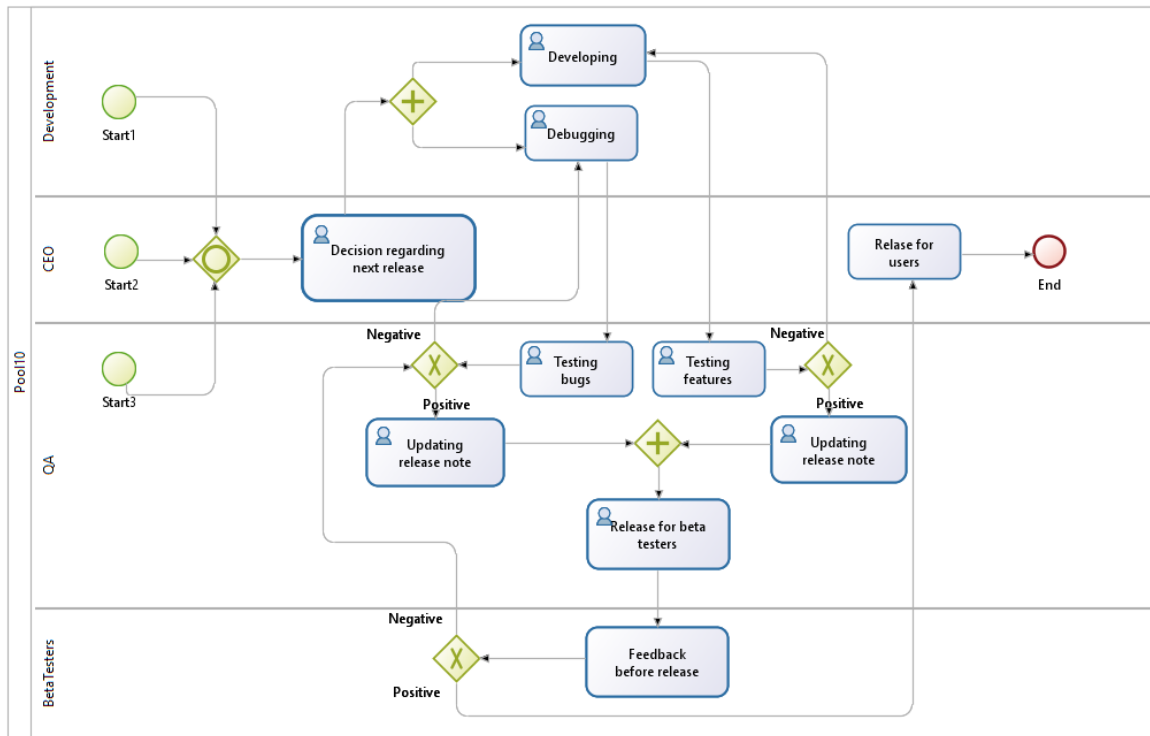 Pool10
Development
Start1
Developing
Debugging
CEO
Start2
Decision regarding
next release
Relase for
users
End
QA
Start3
Negative
Testing
bugs
Testing
features
Negative
Positive
Positive
Updating
release note
Updating
release note
Release for beta
testers
BetaTesters
Negative
Feedback
before release
Positive